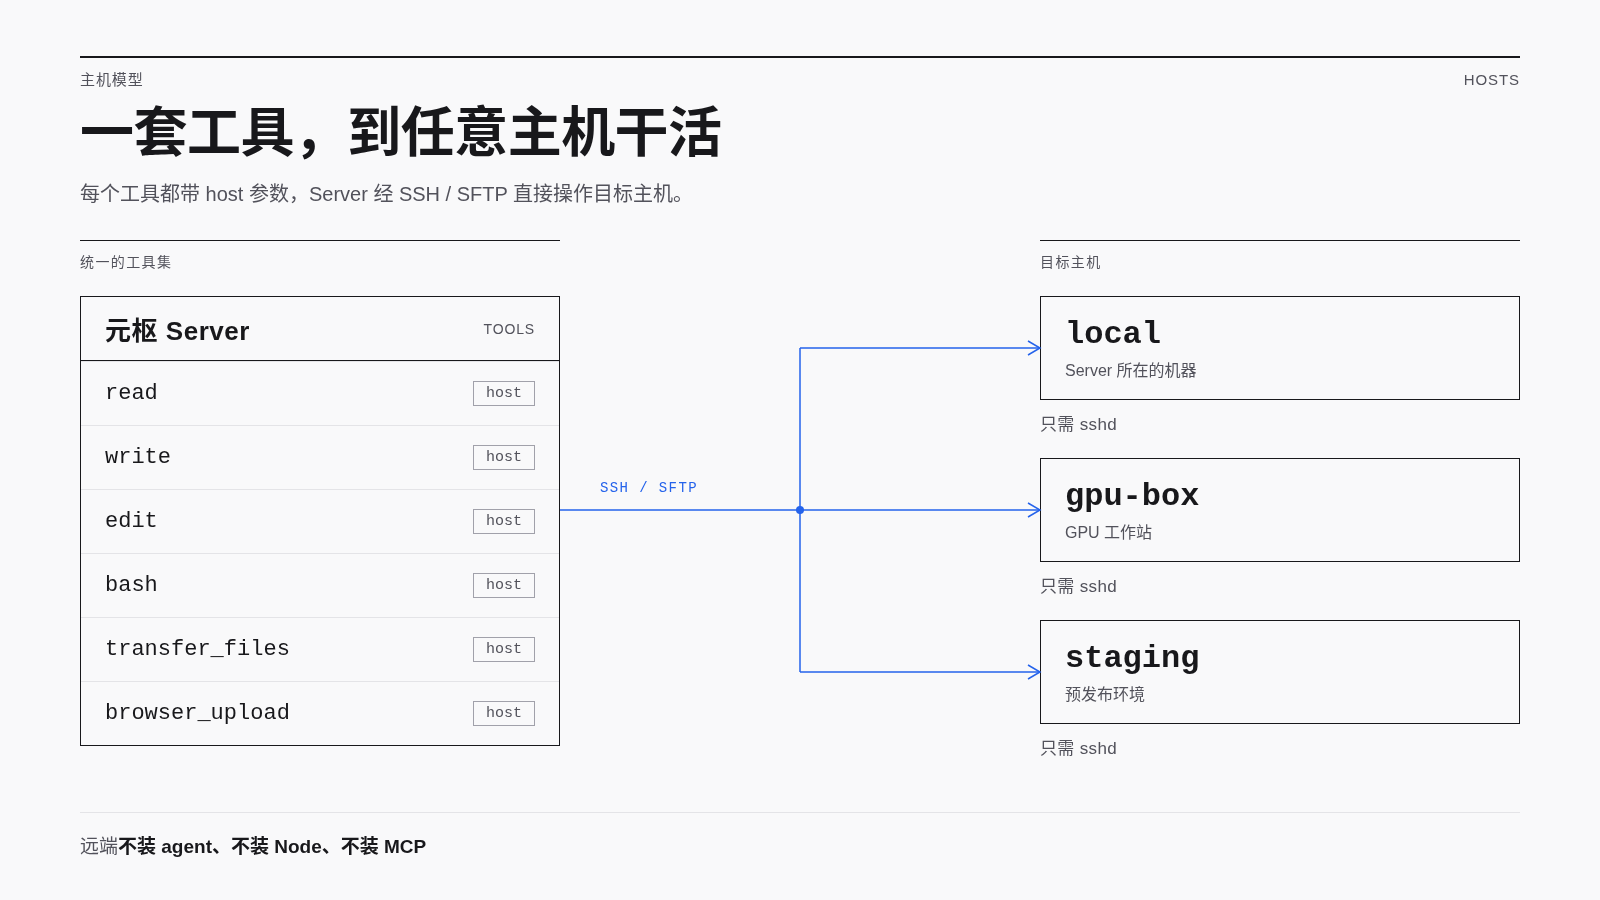 主机模型
HOSTS
一套工具，到任意主机干活
每个工具都带 host 参数，Server 经 SSH / SFTP 直接操作目标主机。
统一的工具集
元枢 Server
TOOLS
read
host
write
host
edit
host
bash
host
transfer_files
host
browser_upload
host
SSH / SFTP
目标主机
local
Server 所在的机器
只需 sshd
gpu-box
GPU 工作站
只需 sshd
staging
预发布环境
只需 sshd
远端不装 agent、不装 Node、不装 MCP